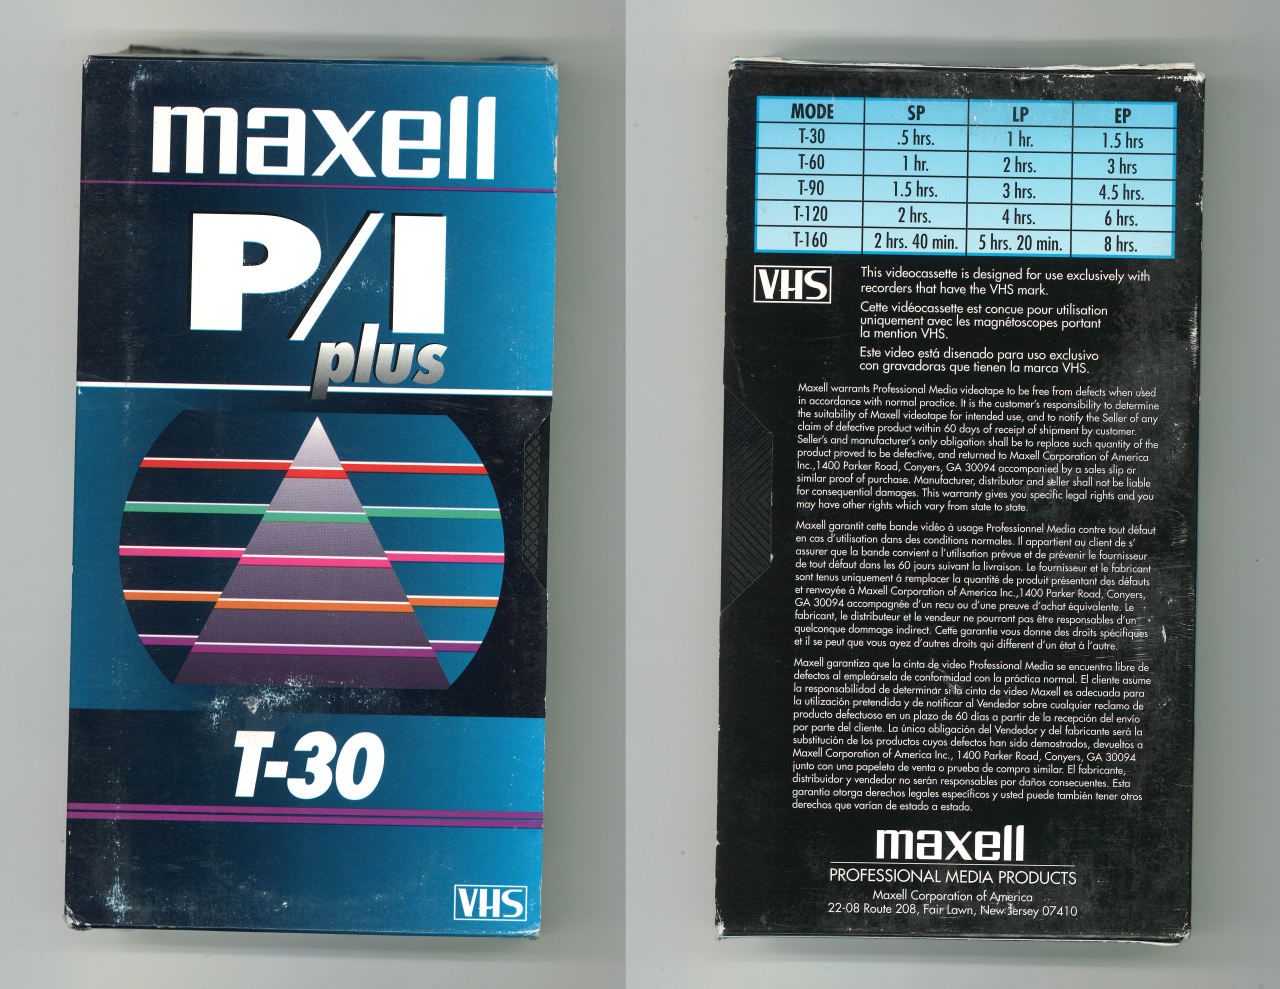 maxell
P/I
plus
T-30
VHS
MODE SP LP EP
T-30 .5 hrs. 1 hr. 1.5 hrs
T-60 1 hr. 2 hrs. 3 hrs
T-90 1.5 hrs. 3 hrs. 4.5 hrs.
T-120 2 hrs. 4 hrs. 6 hrs.
T-160 2 hrs. 40 min. 5 hrs. 20 min. 8 hrs.
VHS
This videocassette is designed for use exclusively with
recorders that have the VHS mark.
Cette vidéocassette est concue pour utilisation
uniquement avec les magnétoscopes portant
la mention VHS.
Este video está disenado para uso exclusivo
con gravadoras que tienen la marca VHS.
Maxell warrants Professional Media videotape to be free from defects when used
in accordance with normal practice. It is the customer's responsibility to determine
the suitability of Maxell videotape for intended use, and to notify the Seller of any
claim of defective product within 60 days of receipt of shipment by customer.
Seller's and manufacturer's only obligation shall be to replace such quantity of the
product proved to be defective, and returned to Maxell Corporation of America
Inc.,1400 Parker Road, Conyers, GA 30094 accompanied by a sales slip or
similar proof of purchase. Manufacturer, distributor and seller shall not be liable
for consequential damages. This warranty gives you specific legal rights and you
may have other rights which vary from state to state.
Maxell garantit cette bande vidéo à usage Professionnel Media contre tout défaut
en cas d'utilisation dans des conditions normales. Il appartient au client de s'
assurer que la bande convient a l'utilisation prévue et de prévenir le fournisseur
de tout défaut dans les 60 jours suivant la livraison. Le fournisseur et le fabricant
sont tenus uniquement á remplacer la quantité de produit présentant des défauts
et renvoyée à Maxell Corporation of America Inc.,1400 Parker Road, Conyers,
GA 30094 accompagnée d'un recu ou d'une preuve d'achat équivalente. Le
fabricant, le distributeur et le vendeur ne pourront pas être responsables d'un
quelconque dommage indirect. Cette garantie vous donne des droits spécifiques
et il se peut que vous ayez d'autres droits qui different d'un état á l'autre.
Maxell garantiza que la cinta de video Professional Media se encuentra libre de
defectos al empleársela de conformidad con la práctica normal. El cliente asume
la responsabilidad de determinar si la cinta de video Maxell es adecuada para
la utilización pretendida y de notificar al Vendedor sobre cualquier reclamo de
producto defectuoso en un plazo de 60 dias a partir de la recepción del envio
por parte del cliente. La única obligación del Vendedor y del fabricante será la
substitución de los productos cuyos defectos han sido demostrados, devueltos a
Maxell Corporation of America Inc., 1400 Parker Road, Conyers, GA 30094
junto con una papeleta de venta o prueba de compra similar. El fabricante,
distribuidor y vendedor no serán responsables por daños consecuentes. Esta
garantía otorga derechos legales específicos y usted puede también tener otros
derechos que varían de estado a estado.
maxell
PROFESSIONAL MEDIA PRODUCTS
Maxell Corporation of America
22-08 Route 208, Fair Lawn, New Jersey 07410